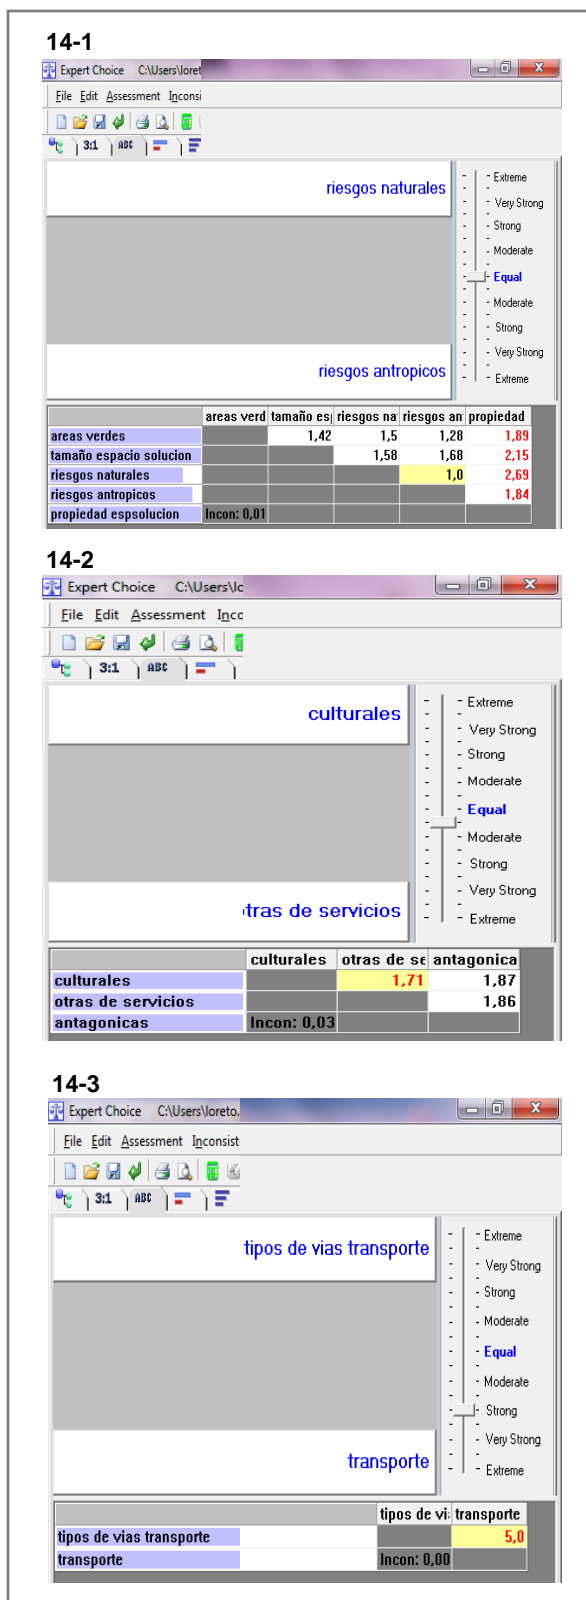 14-1
Expert Choice C:\Users\loret
File Edit Assessment Inconsi
3:1 ABC
riesgos naturales
Extreme
Very Strong
Strong
Moderate
Equal
Moderate
Strong
Very Strong
Extreme
riesgos antropicos
areas verd tamaño esp riesgos na riesgos an propiedad
areas verdes 1,42 1,5 1,28 1,89
tamaño espacio solucion 1,58 1,68 2,15
riesgos naturales 1,0 2,69
riesgos antropicos 1,84
propiedad espsolucion Incon: 0,01
14-2
Expert Choice C:\Users\lc
File Edit Assessment Incc
3:1 ABC
culturales
Extreme
Very Strong
Strong
Moderate
Equal
Moderate
Strong
Very Strong
Extreme
tras de servicios
culturales otras de se antagonica
culturales 1,71 1,87
otras de servicios 1,86
antagonicas Incon: 0,03
14-3
Expert Choice C:\Users\loreto.
File Edit Assessment Inconsist
3:1 ABC
tipos de vias transporte
Extreme
Very Strong
Strong
Moderate
Equal
Moderate
Strong
Very Strong
Extreme
transporte
tipos de vi transporte
tipos de vias transporte 5,0
transporte Incon: 0,00